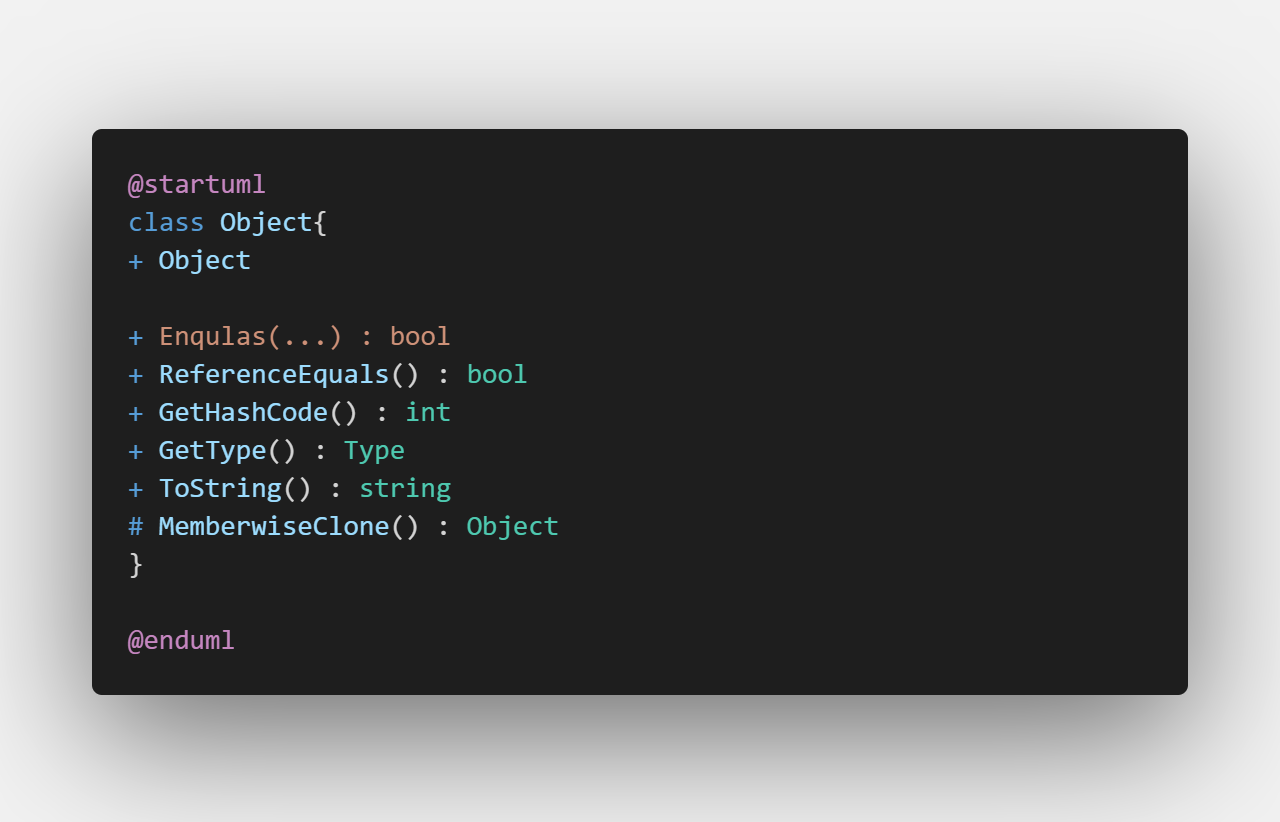 @startuml
class Object{
+ Object
+ Enqulas(...) : bool
+ ReferenceEquals() : bool
+ GetHashCode() : int
+ GetType() : Type
+ ToString() : string
# MemberwiseClone() : Object
}
@enduml